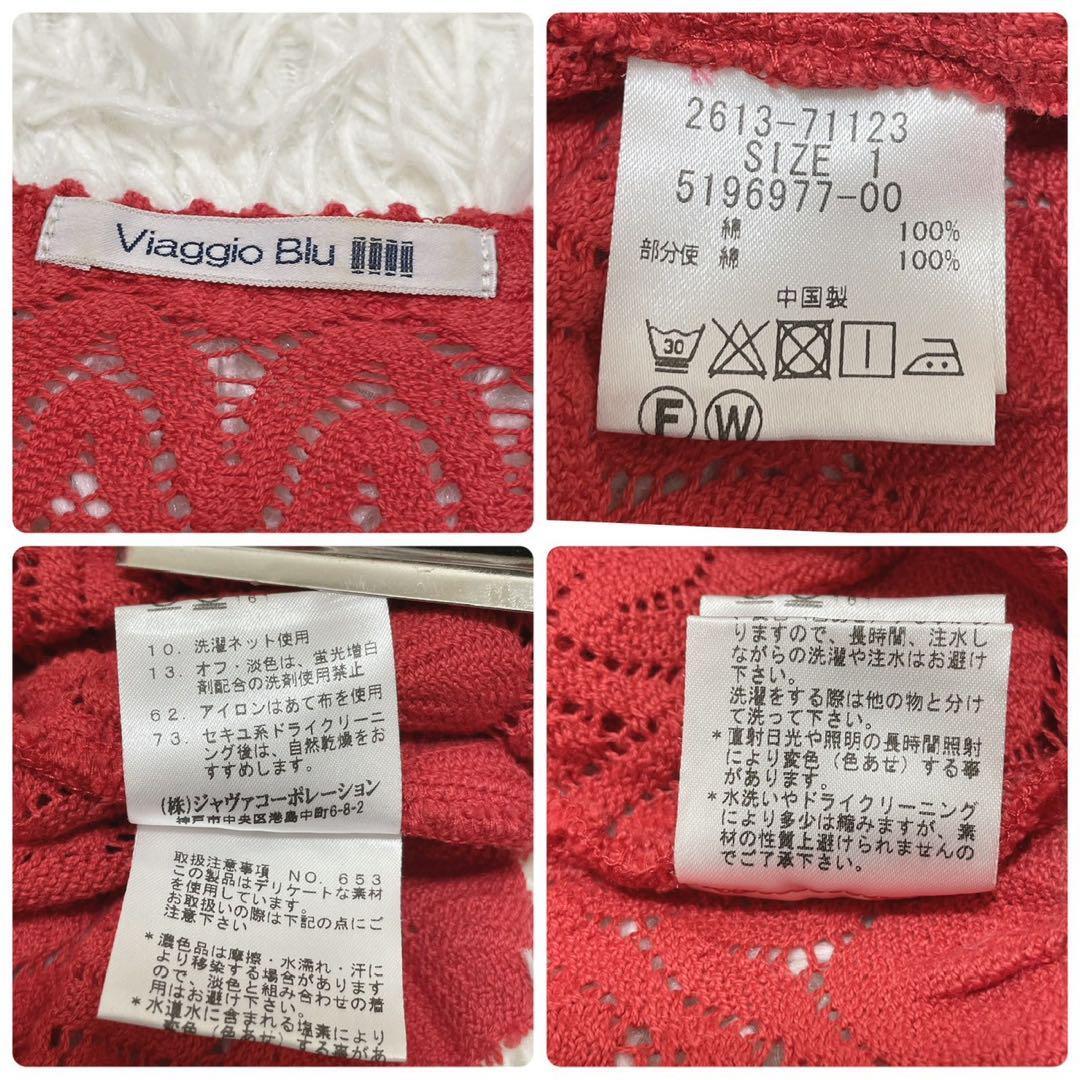 Viaggio Blu
2613-71123
SIZE 1
5196977-00
綿 100%
部分使 綿 100%
中国製
30
F W
10. 洗濯ネット使用
13. オフ・淡色は、蛍光増白
剤配合の洗剤使用禁止
62. アイロンはあて布を使用
73. セキユ系ドライクリーニ
ング後は、自然乾燥をお
すすめします。
(株)ジャヴァコーポレーション
神戸市中央区港島中町6-8-2
取扱注意事項 NO. 653
この製品はデリケートな素材
を使用しています。
お取扱いの際は下記の点にご
注意下さい
*濃色品は摩擦・水濡れ・汗に
より移染する場合があります
ので、淡色と組み合わせの着
用はお避け下さい。
*水道水に含まれる塩素により
変色(色あせ)する事があ
16
りますので、長時間、注水し
ながらの洗濯や注水はお避け
下さい。
洗濯をする際は他の物と分け
て洗って下さい。
*直射日光や照明の長時間照射
により変色(色あせ)する事
があります。
*水洗いやドライクリーニング
により多少は縮みますが、素
材の性質上避けられませんの
でご了承下さい。